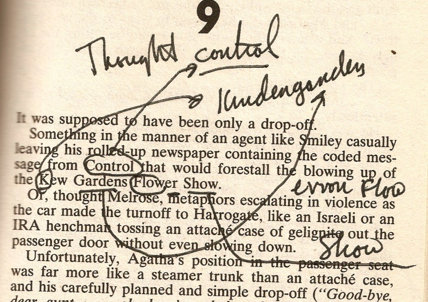 9
Thought control
Kindengarden
It was supposed to have been only a drop-off.
Something in the manner of an agent like Smiley casually
leaving his rolled-up newspaper containing the coded mes-
sage from Control that would forestall the blowing up of
the Kew Gardens Flower Show.
error Flow
Or, thought Melrose, metaphors escalating in violence as
the car made the turnoff to Harrogate, like an Israeli or an
IRA henchman tossing an attaché case of gelignite out the
passenger door without even slowing down.
Show
Unfortunately, Agatha's position in the passenger seat
was far more like a steamer trunk than an attaché case,
and his carefully planned and simple drop-off ("Good-bye,
dear